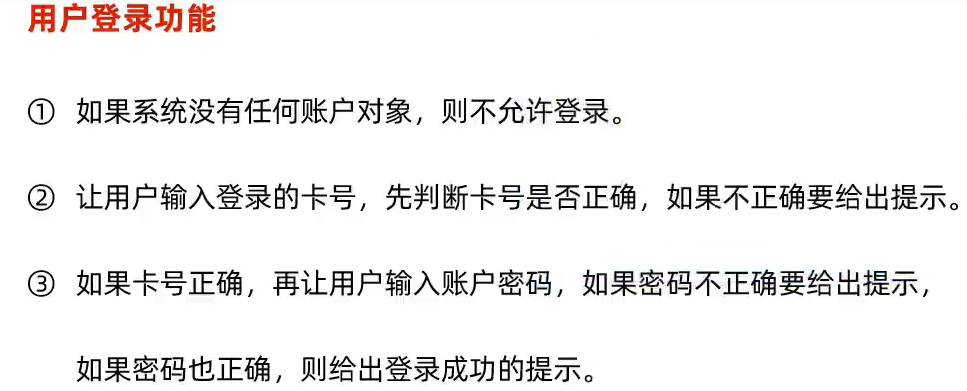 用户登录功能
① 如果系统没有任何账户对象，则不允许登录。
② 让用户输入登录的卡号，先判断卡号是否正确，如果不正确要给出提示。
③ 如果卡号正确，再让用户输入账户密码，如果密码不正确要给出提示，
如果密码也正确，则给出登录成功的提示。